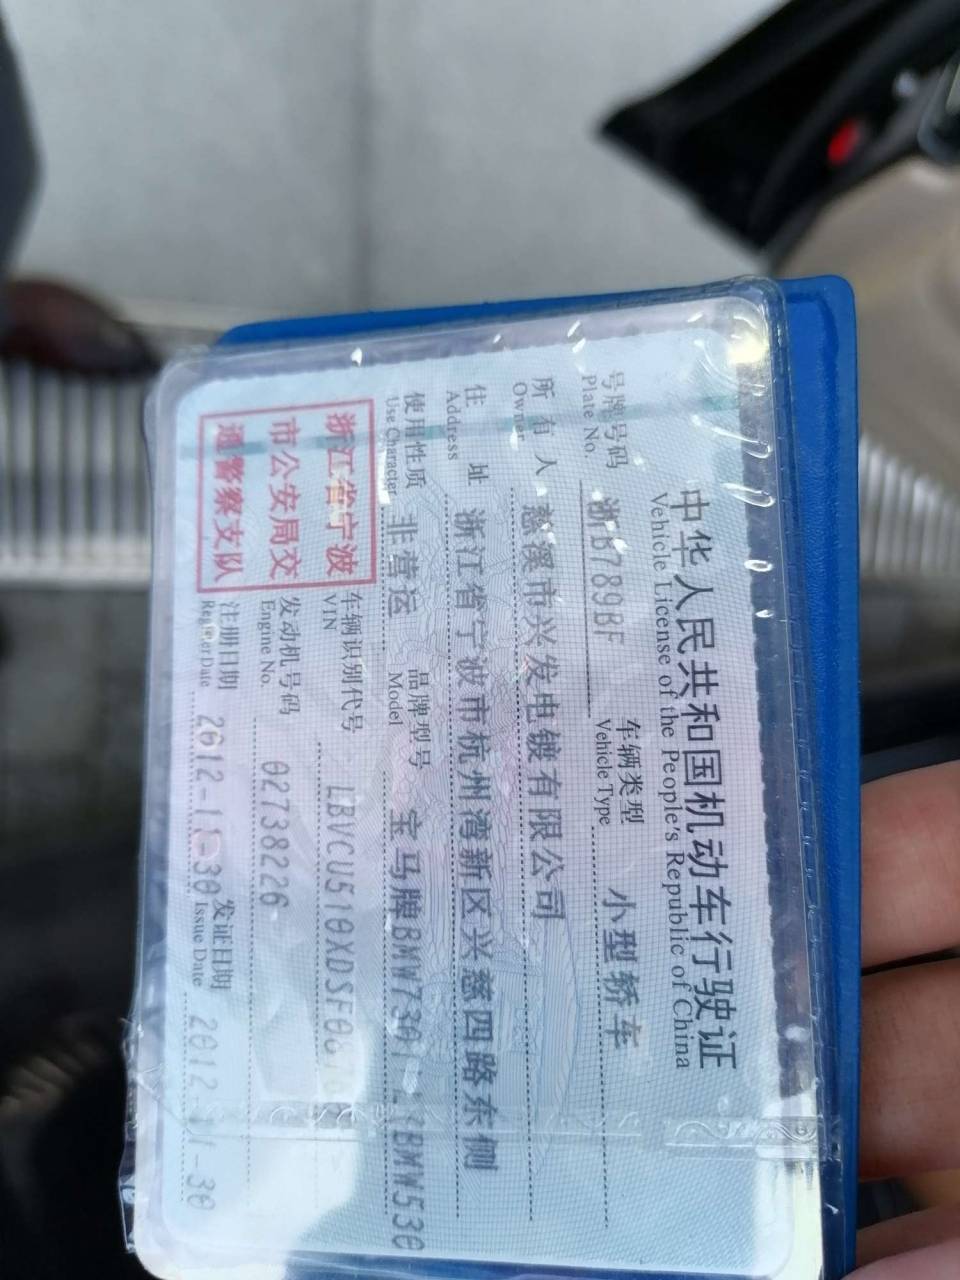 中华人民共和国机动车行驶证
Vehicle License of the People's Republic of China
号牌号码 浙B789BF 车辆类型 小型轿车
Plate No. Vehicle Type
所有人 慈溪市兴发电镀有限公司
Owner
住址 浙江省宁波市杭州湾新区兴慈四路东侧
Address
使用性质 非营运 品牌型号 宝马牌BMW7301
Use Character Model
浙江省宁波
市公安局交
通警察支队
车辆识别代号 LBVCU510XDSF08
VIN
发动机号码 02738226
Engine No.
注册日期 2012-11-30 发证日期 2012-11-30
Register Date Issue Date